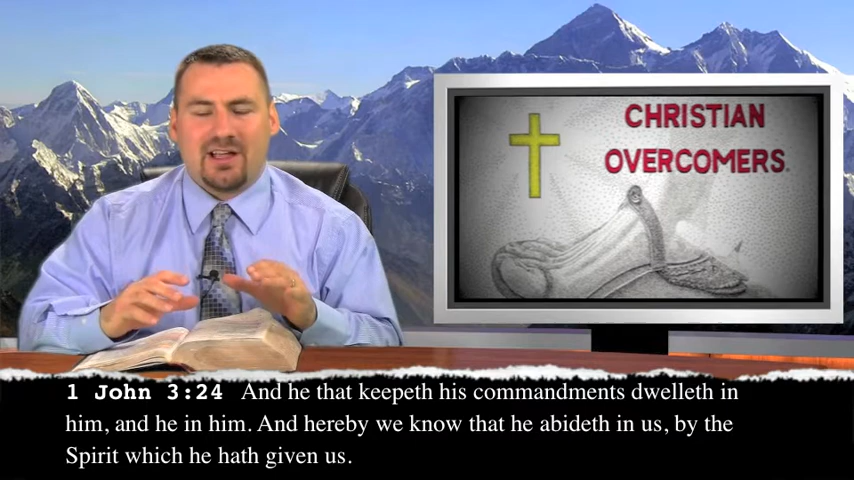 CHRISTIAN
OVERCOMERS.
1 John 3:24 And he that keepeth his commandments dwelleth in
him, and he in him. And hereby we know that he abideth in us, by the
Spirit which he hath given us.